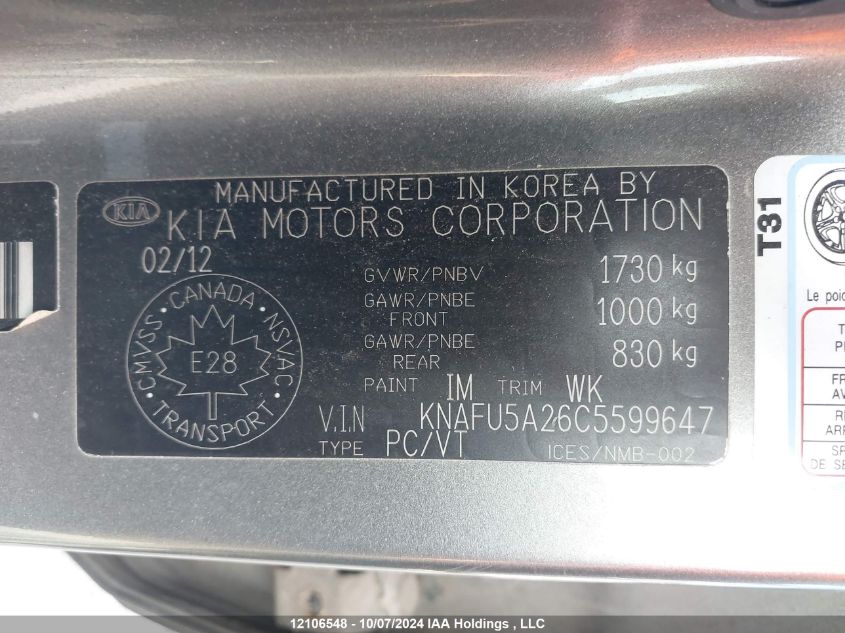 MANUFACTURED IN KOREA BY
KIA KIA MOTORS CORPORATION
02/12
GVWR/PNBV 1730 kg
GAWR/PNBE FRONT 1000 kg
GAWR/PNBE REAR 830 kg
CMVSS · CANADA · NSVAC
E28
TRANSPORT
PAINT IM TRIM WK
V.I.N KNAFU5A26C5599647
TYPE PC/VT ICES/NMB-002
T31
Le poi
12106548 - 10/07/2024 IAA Holdings , LLC